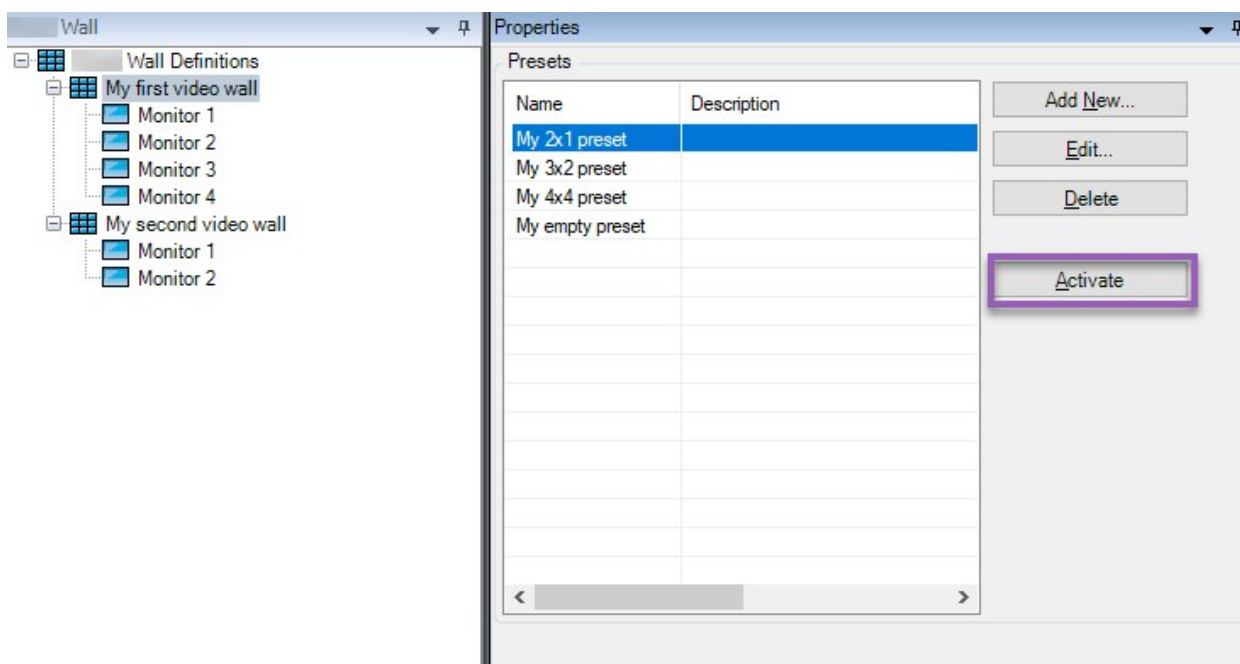 Wall
Wall Definitions
My first video wall
Monitor 1
Monitor 2
Monitor 3
Monitor 4
My second video wall
Monitor 1
Monitor 2
Properties
Presets
Name Description
My 2x1 preset
My 3x2 preset
My 4x4 preset
My empty preset
Add New...
Edit...
Delete
Activate